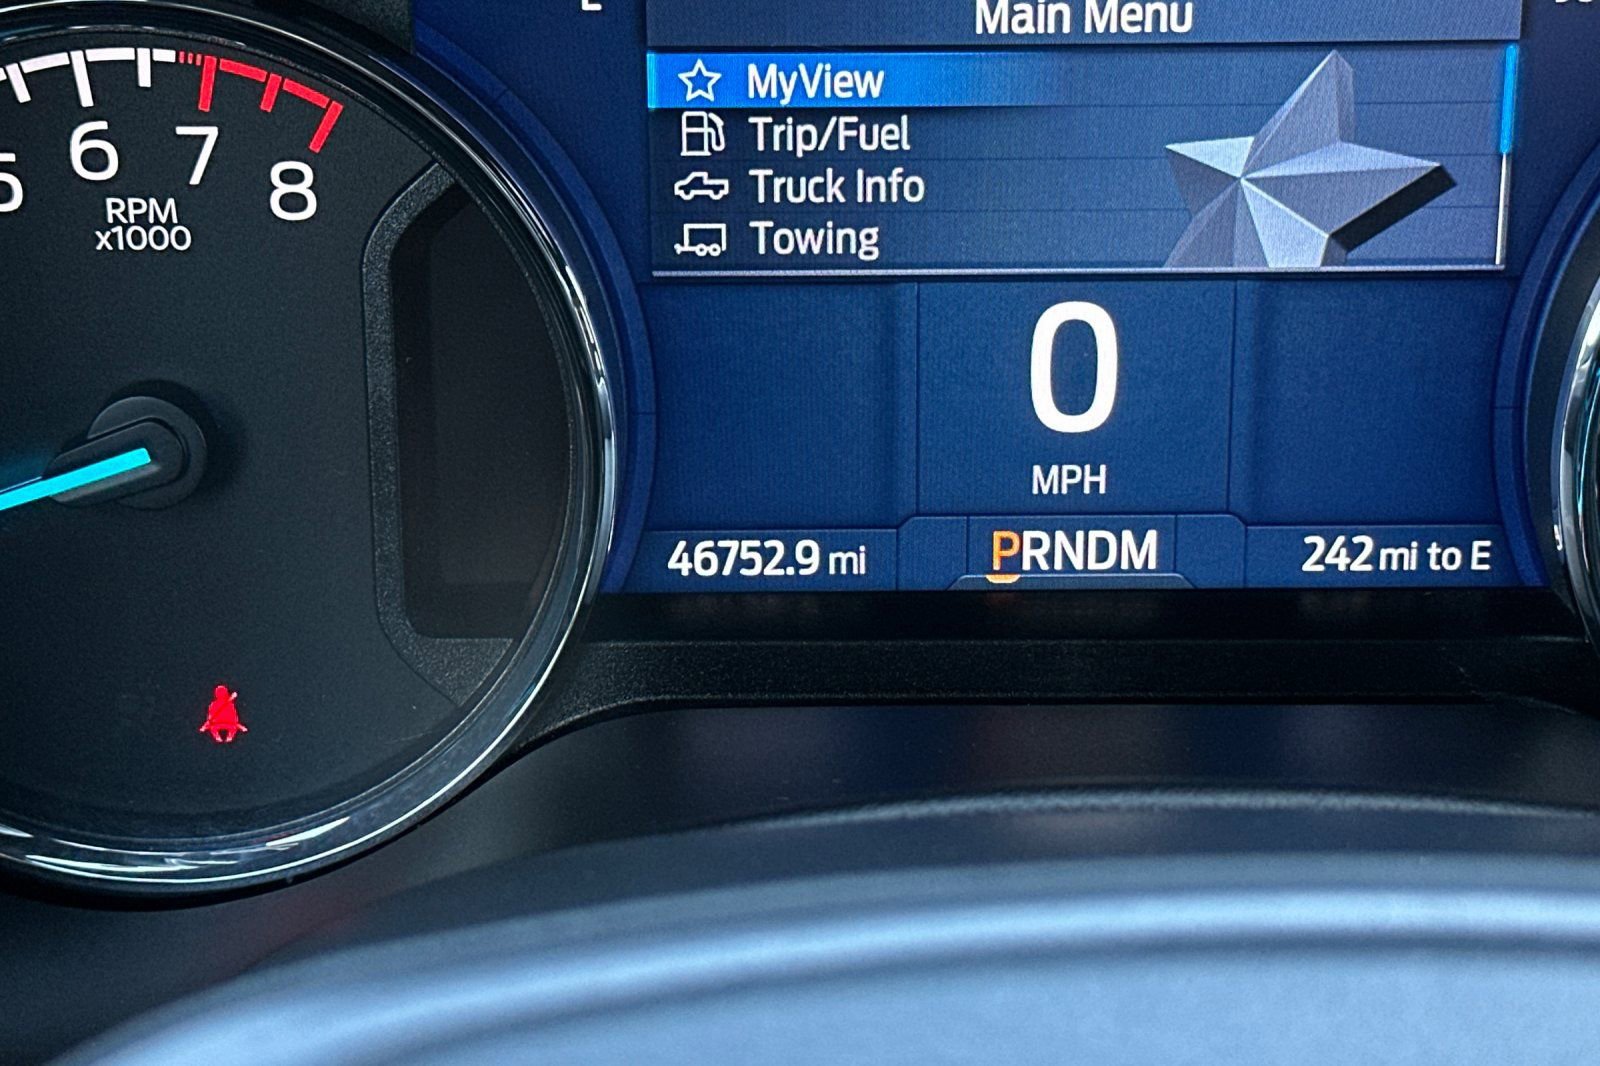 Main Menu
MyView
Trip/Fuel
Truck Info
Towing
5 6 7 8
RPM
x1000
0
MPH
46752.9 mi
PRNDM
242 mi to E